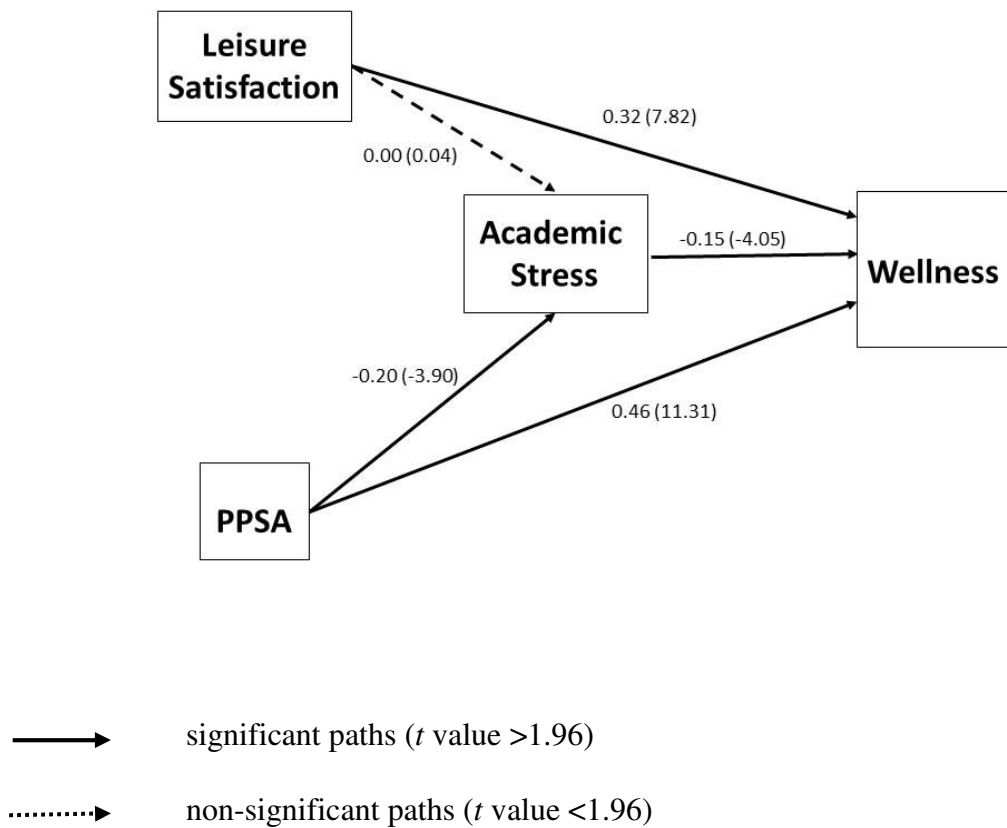 Leisure
Satisfaction
0.32 (7.82)
0.00 (0.04)
Academic
Stress
-0.15 (-4.05)
Wellness
-0.20 (-3.90)
0.46 (11.31)
PPSA
significant paths (t value >1.96)
non-significant paths (t value <1.96)